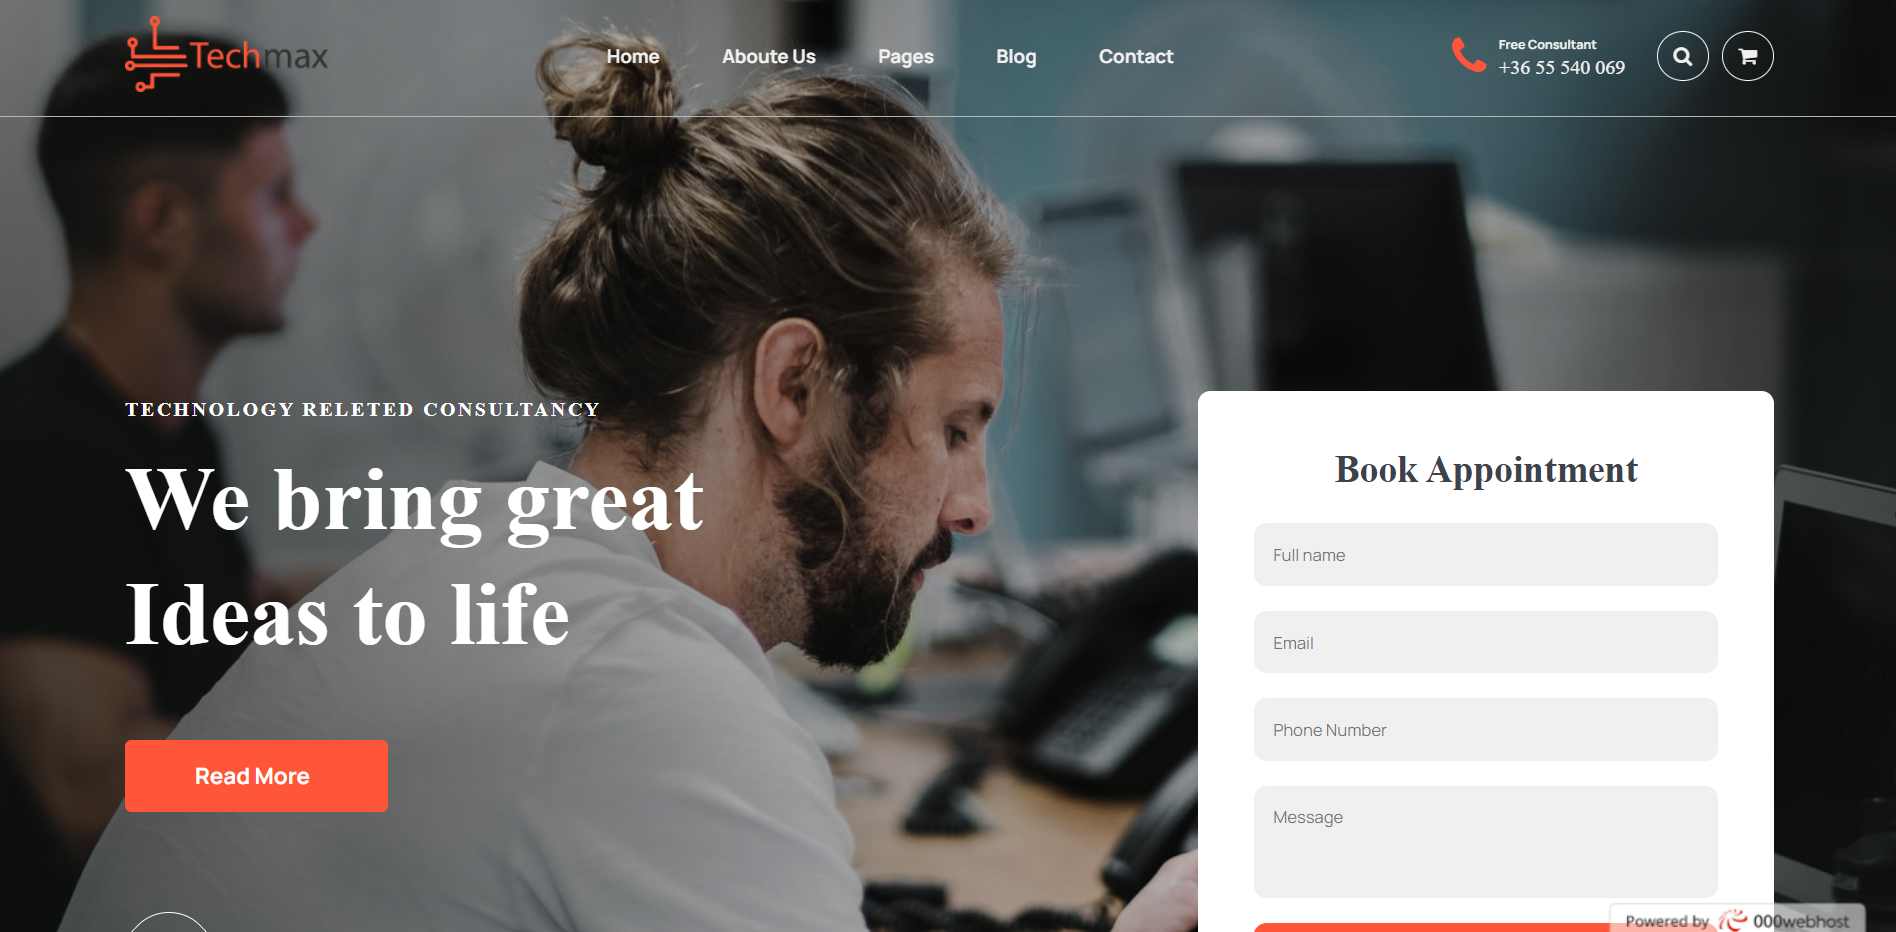 Techmax
Home
Aboute Us
Pages
Blog
Contact
Free Consultant
+36 55 540 069
TECHNOLOGY RELETED CONSULTANCY
We bring great
Ideas to life
Read More
Book Appointment
Full name
Email
Phone Number
Message
Powered by 000webhost